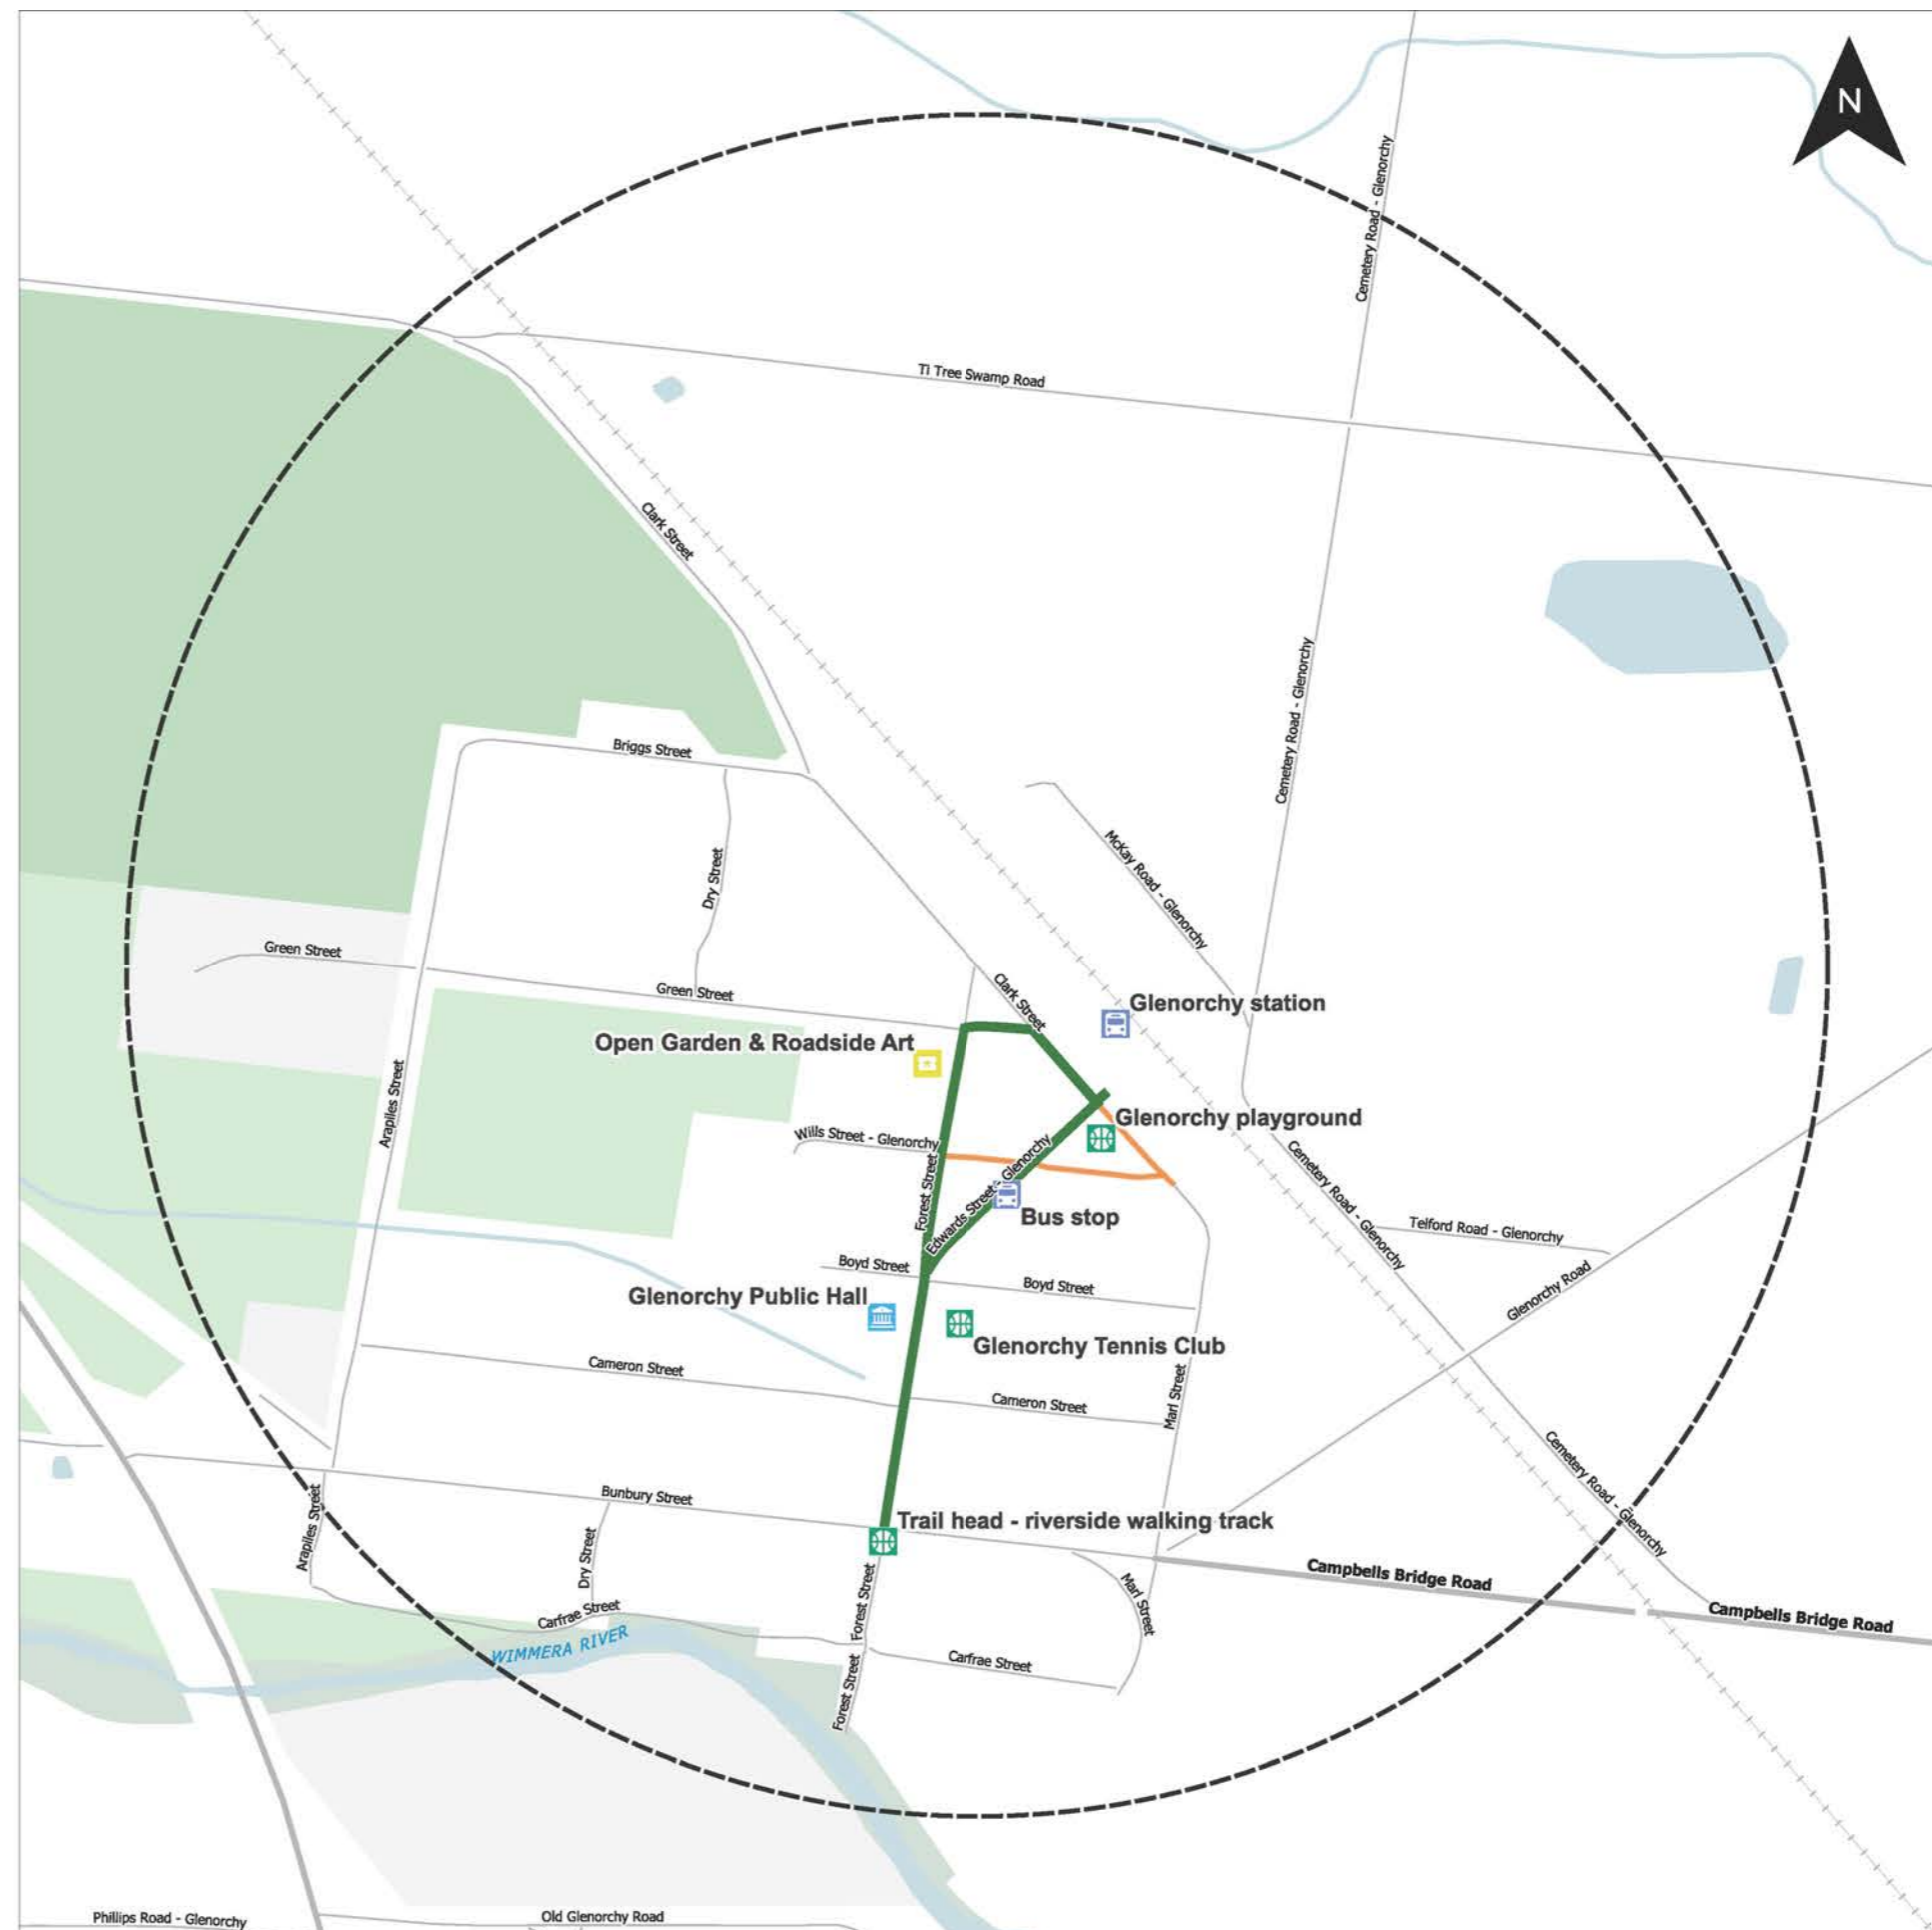 N
Cemetery Road - Glenorchy
Ti Tree Swamp Road
Clark Street
Cemetery Road - Glenorchy
Briggs Street
McKay Road - Glenorchy
Dry Street
Green Street
Green Street
Clark Street
Glenorchy station
Open Garden & Roadside Art
Arapiles Street
Glenorchy playground
Wills Street - Glenorchy
Forest Street
Edwards Street - Glenorchy
Cemetery Road - Glenorchy
Bus stop
Telford Road - Glenorchy
Boyd Street
Boyd Street
Glenorchy Road
Glenorchy Public Hall
Glenorchy Tennis Club
Cameron Street
Cameron Street
Marl Street
Cemetery Road - Glenorchy
Bunbury Street
Arapiles Street
Trail head - riverside walking track
Dry Street
Forest Street
Campbells Bridge Road
Marl Street
Campbells Bridge Road
Carfrae Street
WIMMERA RIVER
Carfrae Street
Forest Street
Phillips Road - Glenorchy
Old Glenorchy Road